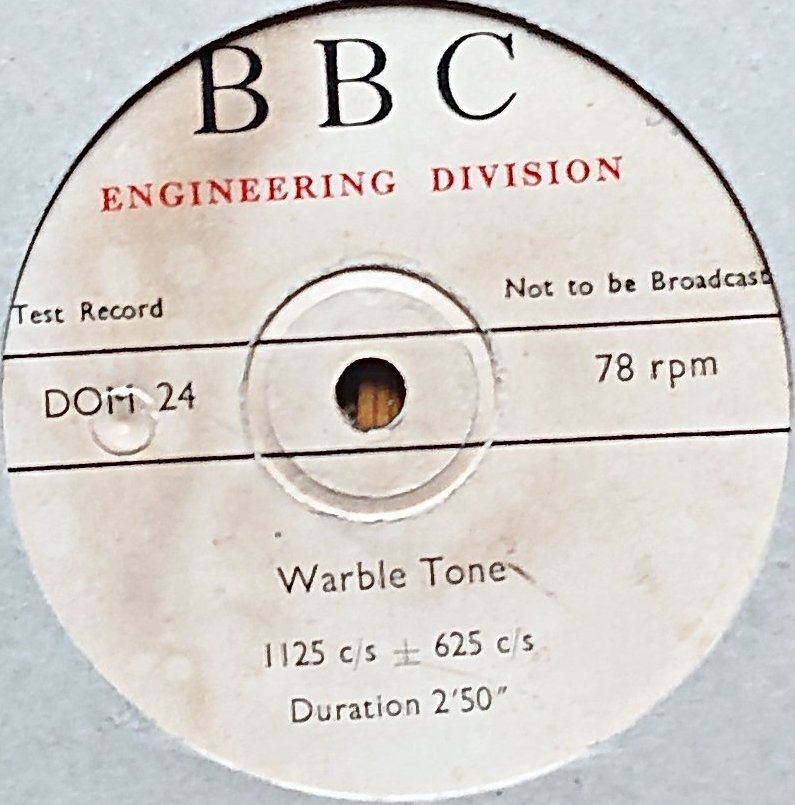 B B C
ENGINEERING DIVISION
Test Record
Not to be Broadcast
DOM 24
78 rpm
Warble Tone
1125 c/s ± 625 c/s
Duration 2'50"